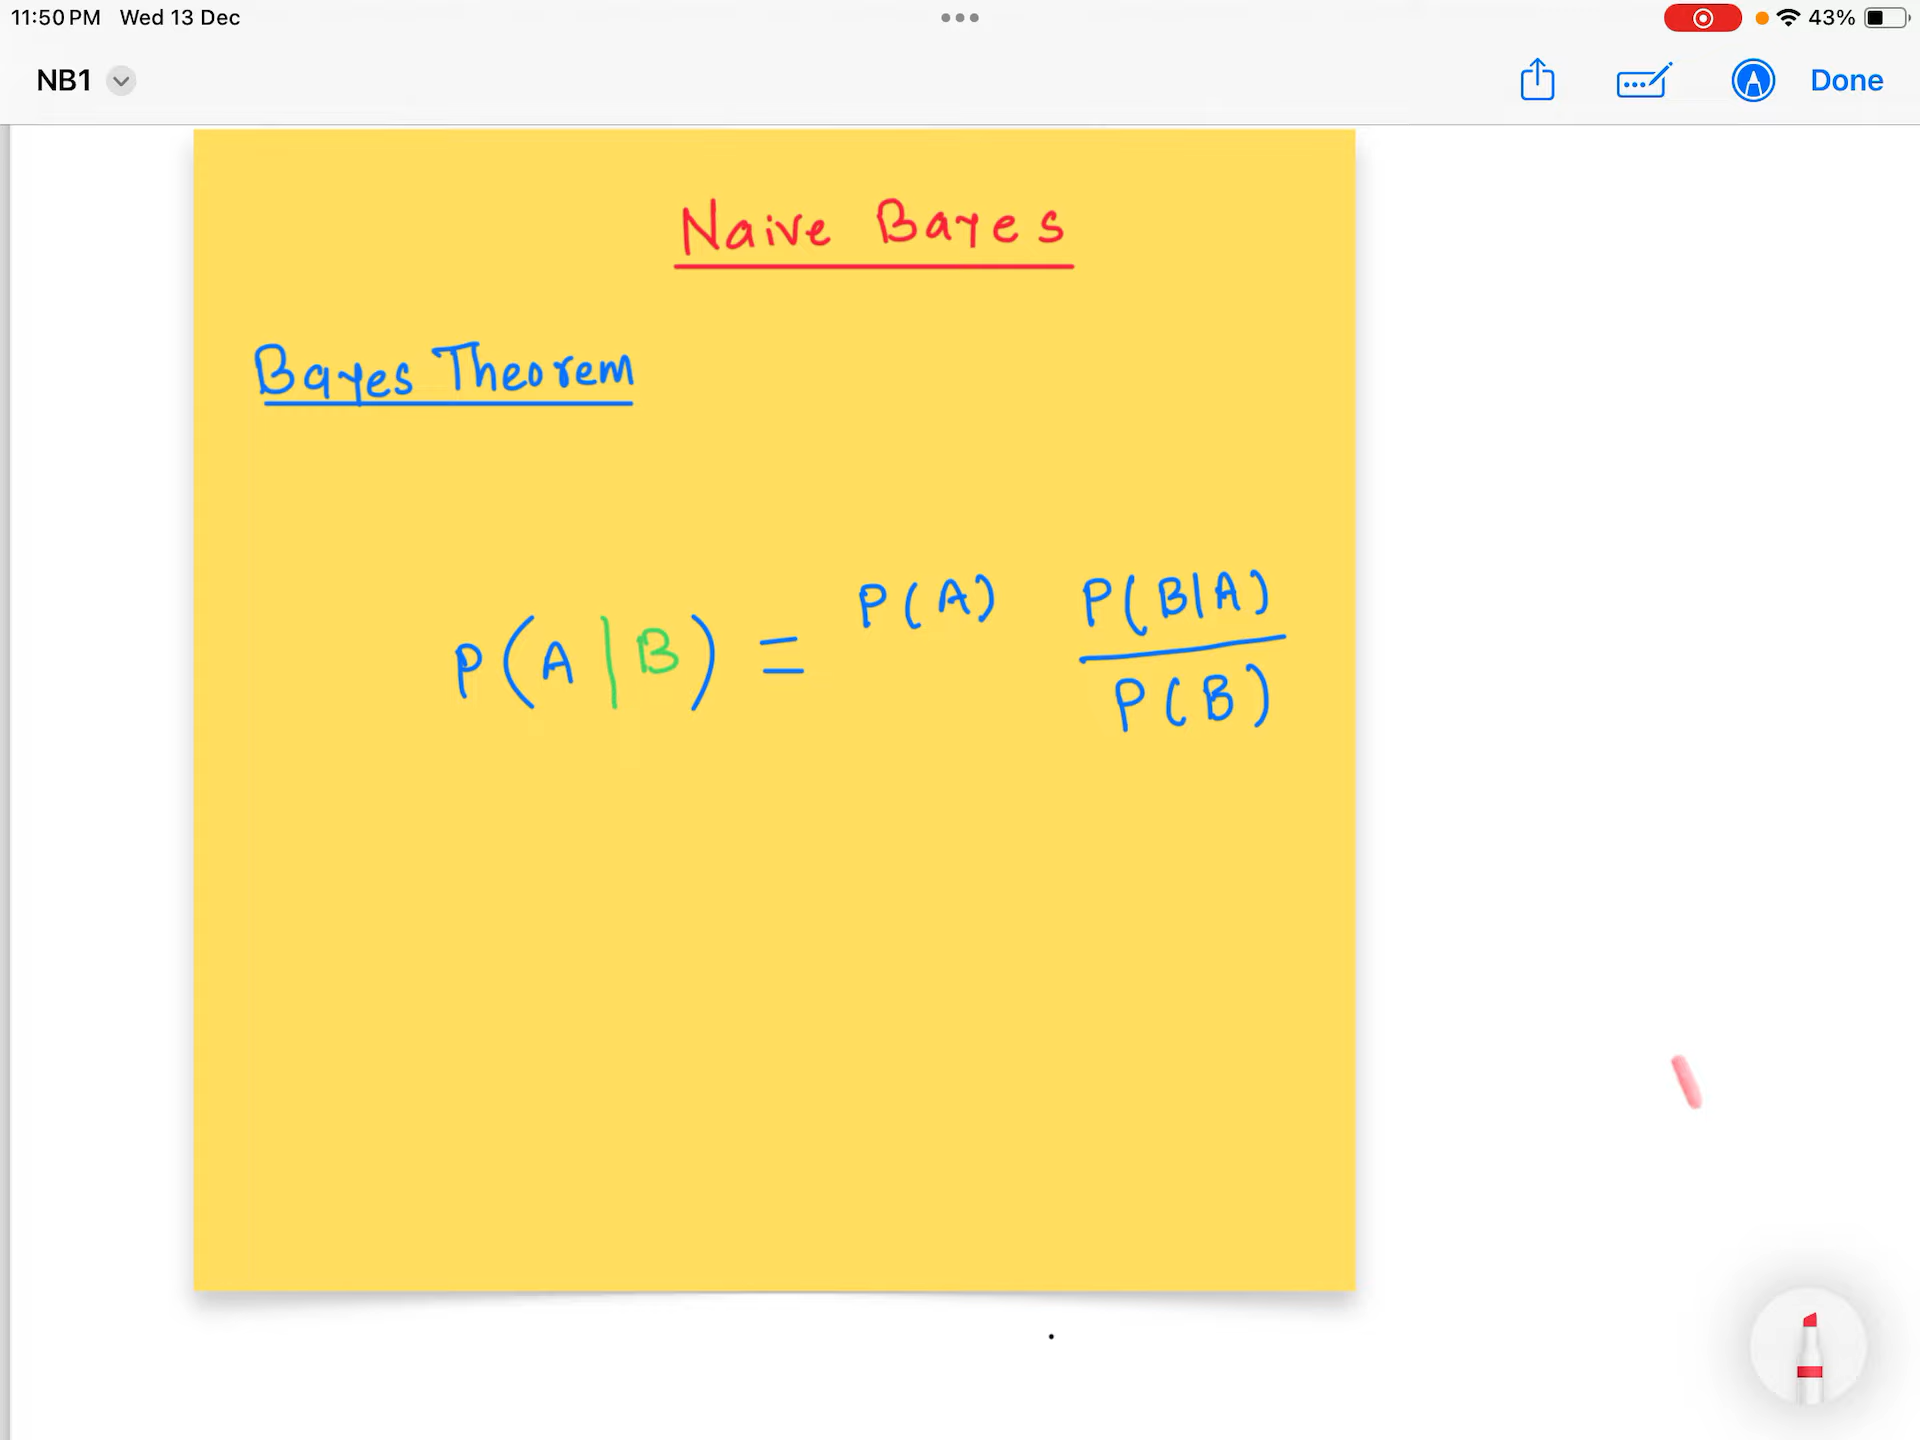 11:50 PM Wed 13 Dec 43%
NB1 Done
Naive Bayes
Bayes Theorem
P(A|B) = P(A) P(B|A)
P(B)